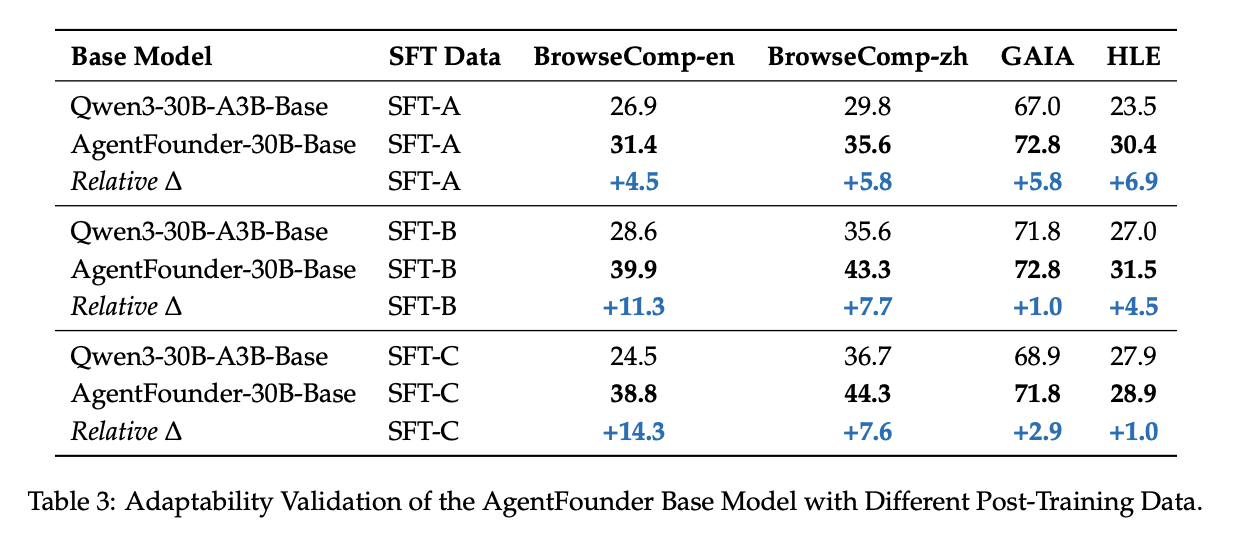 Base Model SFT Data BrowseComp-en BrowseComp-zh GAIA HLE
Qwen3-30B-A3B-Base SFT-A 26.9 29.8 67.0 23.5
AgentFounder-30B-Base SFT-A 31.4 35.6 72.8 30.4
Relative Δ SFT-A +4.5 +5.8 +5.8 +6.9
Qwen3-30B-A3B-Base SFT-B 28.6 35.6 71.8 27.0
AgentFounder-30B-Base SFT-B 39.9 43.3 72.8 31.5
Relative Δ SFT-B +11.3 +7.7 +1.0 +4.5
Qwen3-30B-A3B-Base SFT-C 24.5 36.7 68.9 27.9
AgentFounder-30B-Base SFT-C 38.8 44.3 71.8 28.9
Relative Δ SFT-C +14.3 +7.6 +2.9 +1.0
Table 3: Adaptability Validation of the AgentFounder Base Model with Different Post-Training Data.